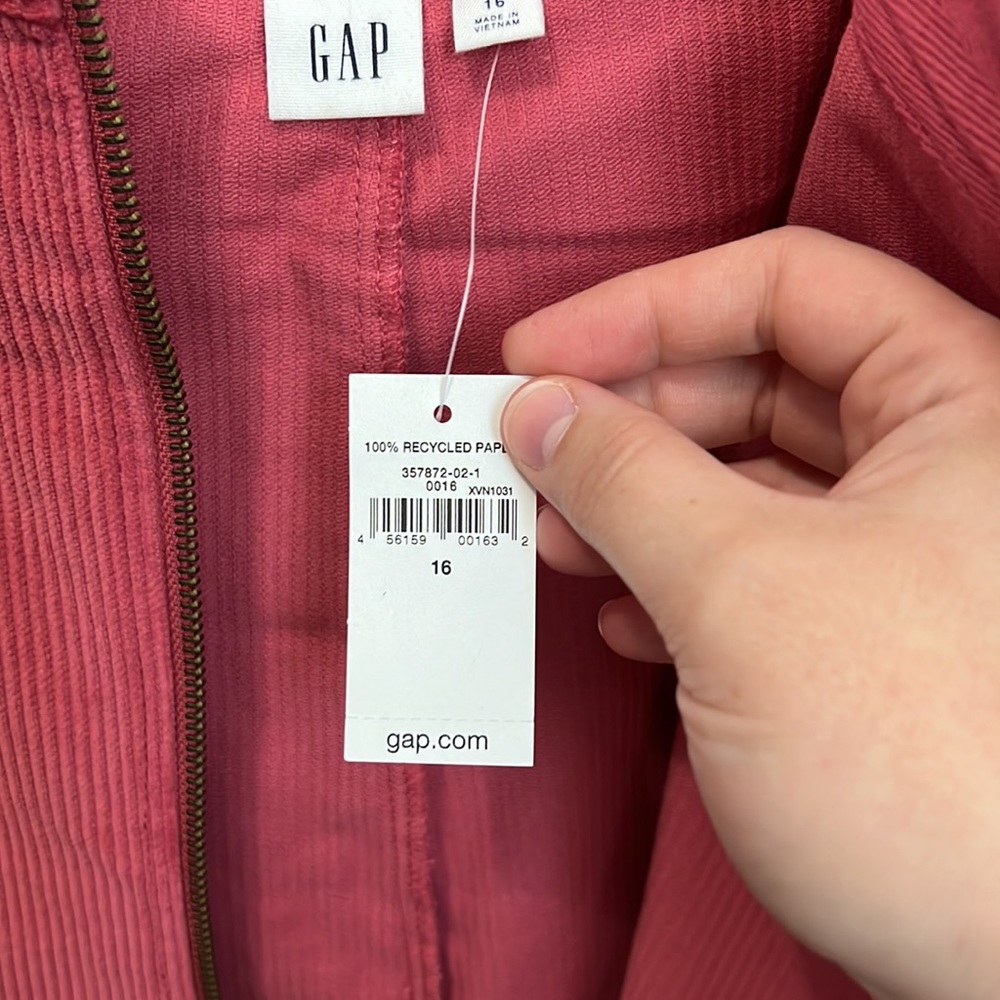 GAP
16
MADE IN
VIETNAM
100% RECYCLED
357872-02-1
0016 XVN1031
4 56159 00163 2
16
gap.com